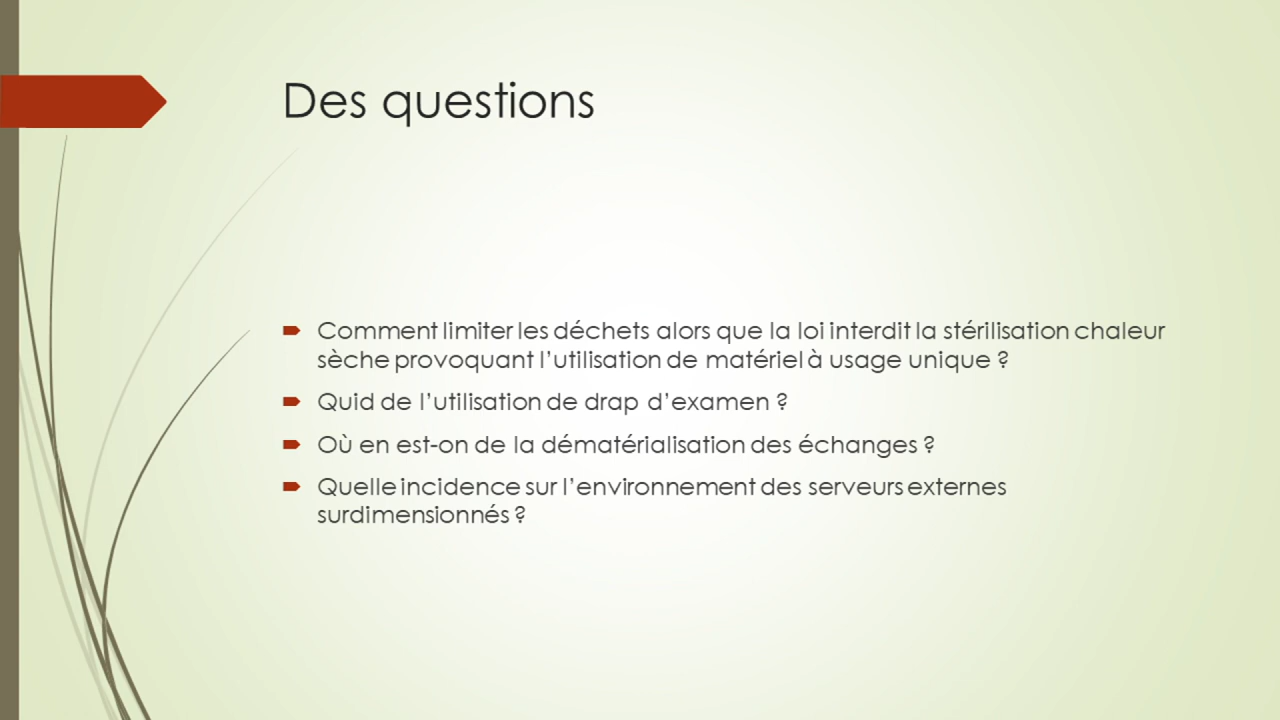 Des questions
Comment limiter les déchets alors que la loi interdit la stérilisation chaleur
sèche provoquant l’utilisation de matériel à usage unique ?
Quid de l’utilisation de drap d’examen ?
Où en est-on de la dématérialisation des échanges ?
Quelle incidence sur l’environnement des serveurs externes
surdimensionnés ?